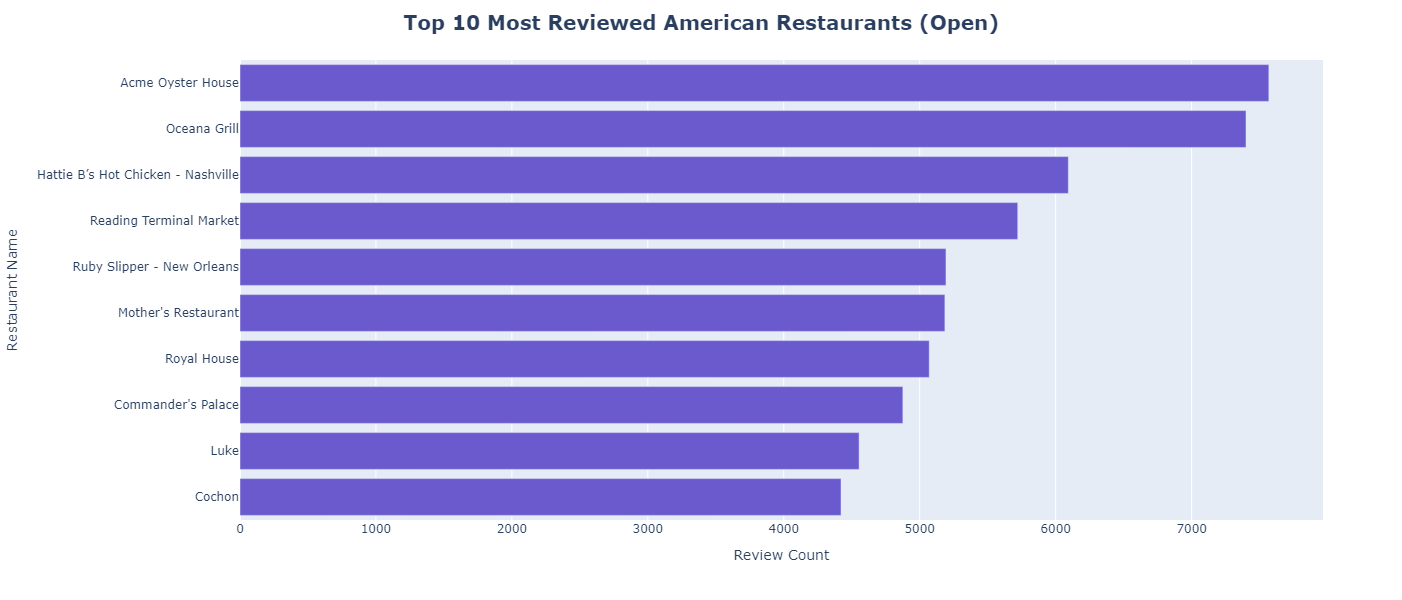 Top 10 Most Reviewed American Restaurants (Open)
Restaurant Name
Acme Oyster House
Oceana Grill
Hattie B’s Hot Chicken - Nashville
Reading Terminal Market
Ruby Slipper - New Orleans
Mother's Restaurant
Royal House
Commander's Palace
Luke
Cochon
0 1000 2000 3000 4000 5000 6000 7000
Review Count